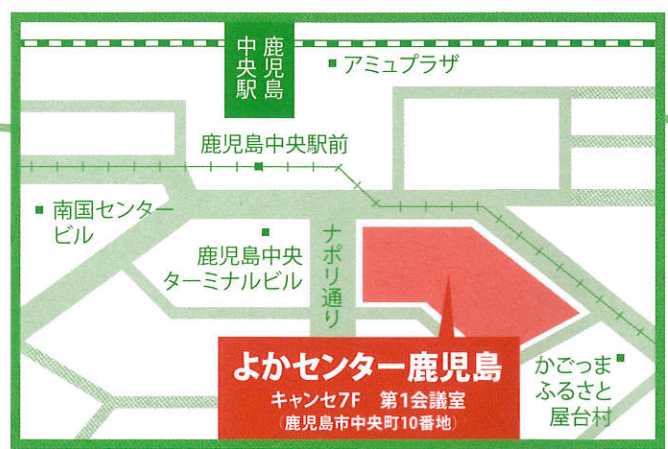 鹿児島
中央駅
アミュプラザ
鹿児島中央駅前
南国センター
ビル
鹿児島中央
ターミナルビル
ナポリ通り
よかセンター鹿児島
キャンセ7F 第1会議室
(鹿児島市中央町10番地)
かごっま
ふるさと
屋台村